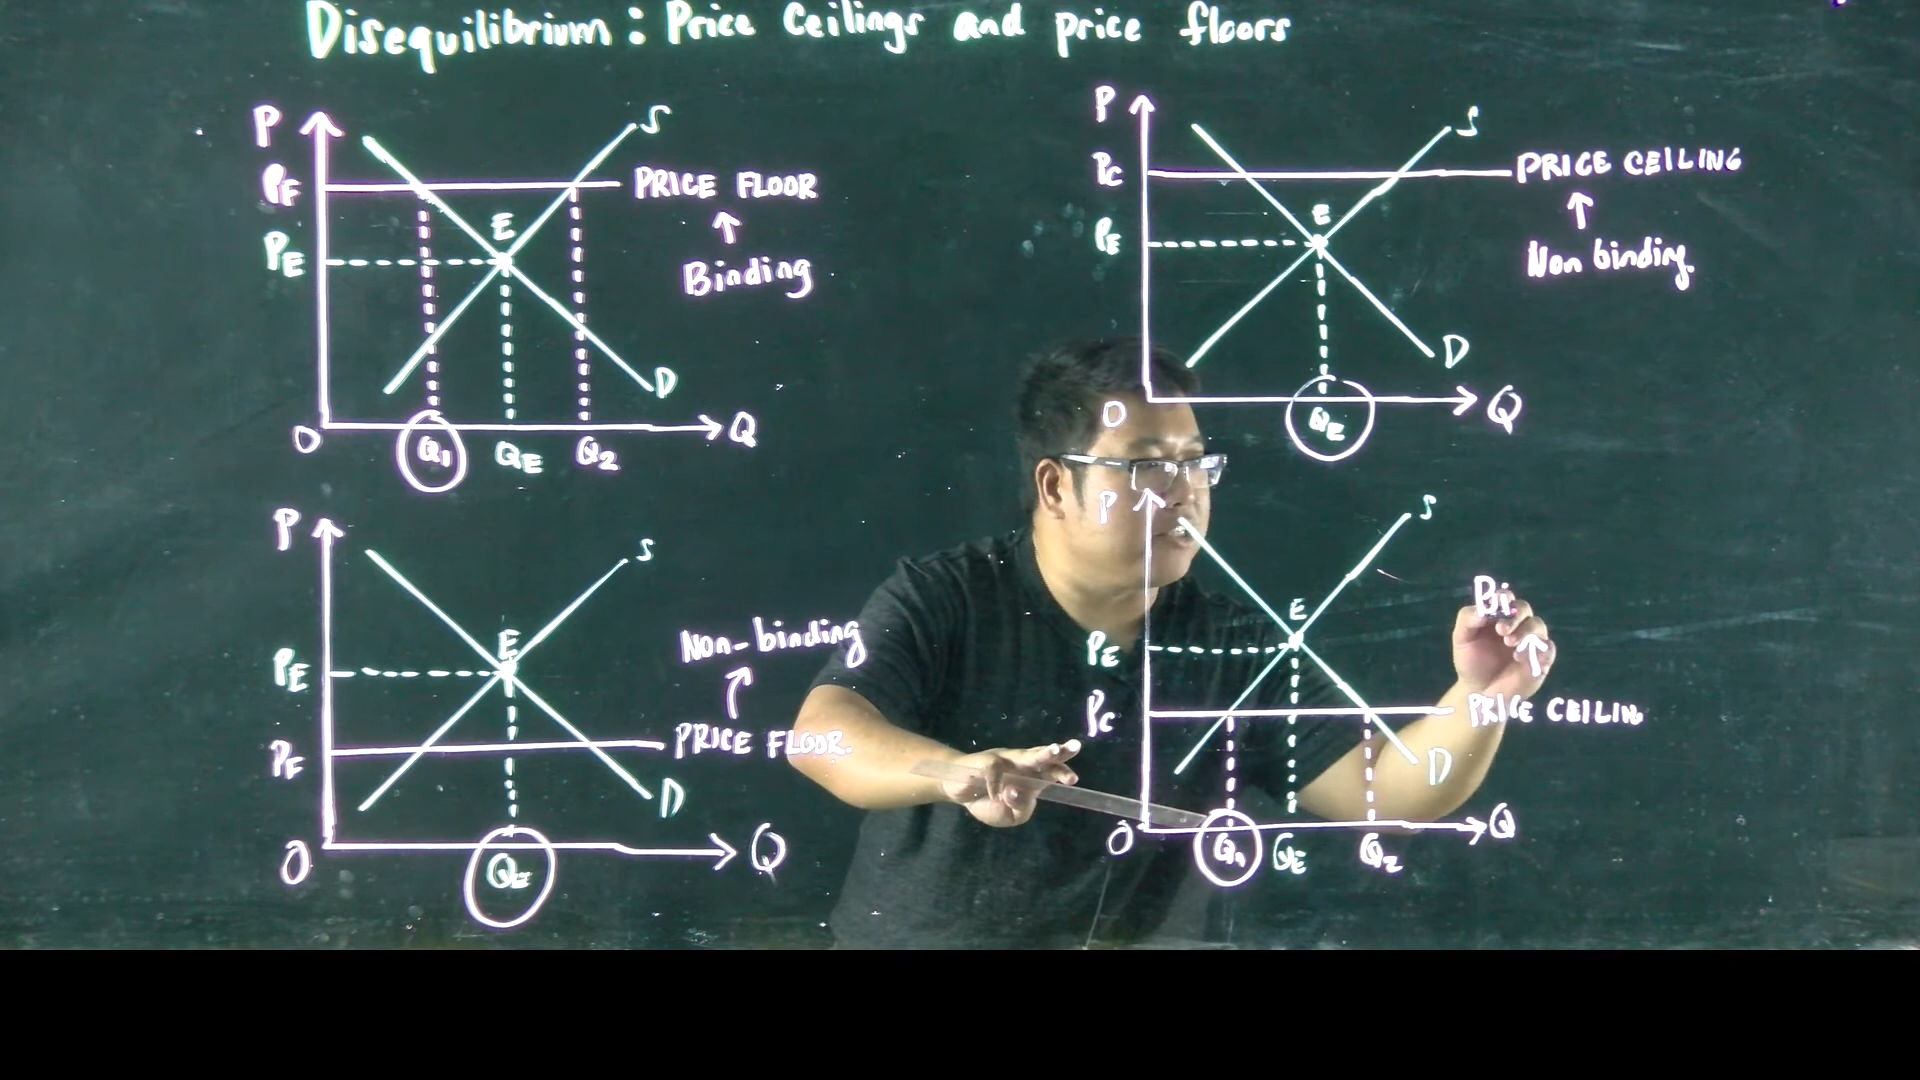 Disequilibrium: Price Ceilings and price floors
P
S
PF
PRICE FLOOR
E
PE
Binding
D
O
Q1
QE
Q2
Q
P
S
PC
PRICE CEILING
E
PE
Non binding.
D
O
QE
Q
P
S
Non-binding
E
PE
PF
PRICE FLOOR.
D
O
QE
Q
P
S
Bi
E
PE
PC
PRICE CEILIN
D
O
Q1
QE
Q2
Q